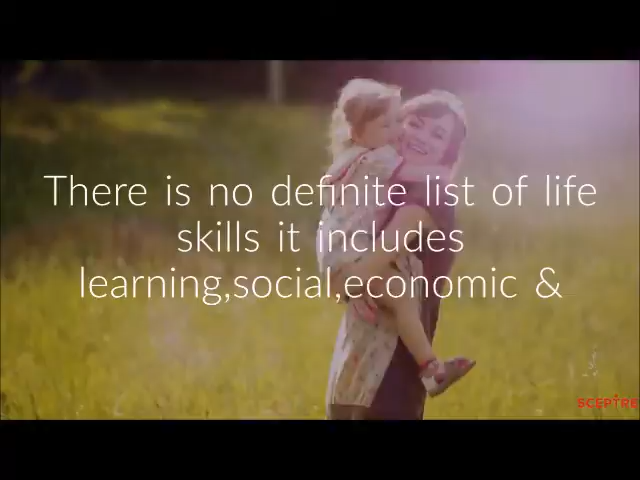 There is no definite list of life
skills it includes
learning,social,economic &
SCEPTRE